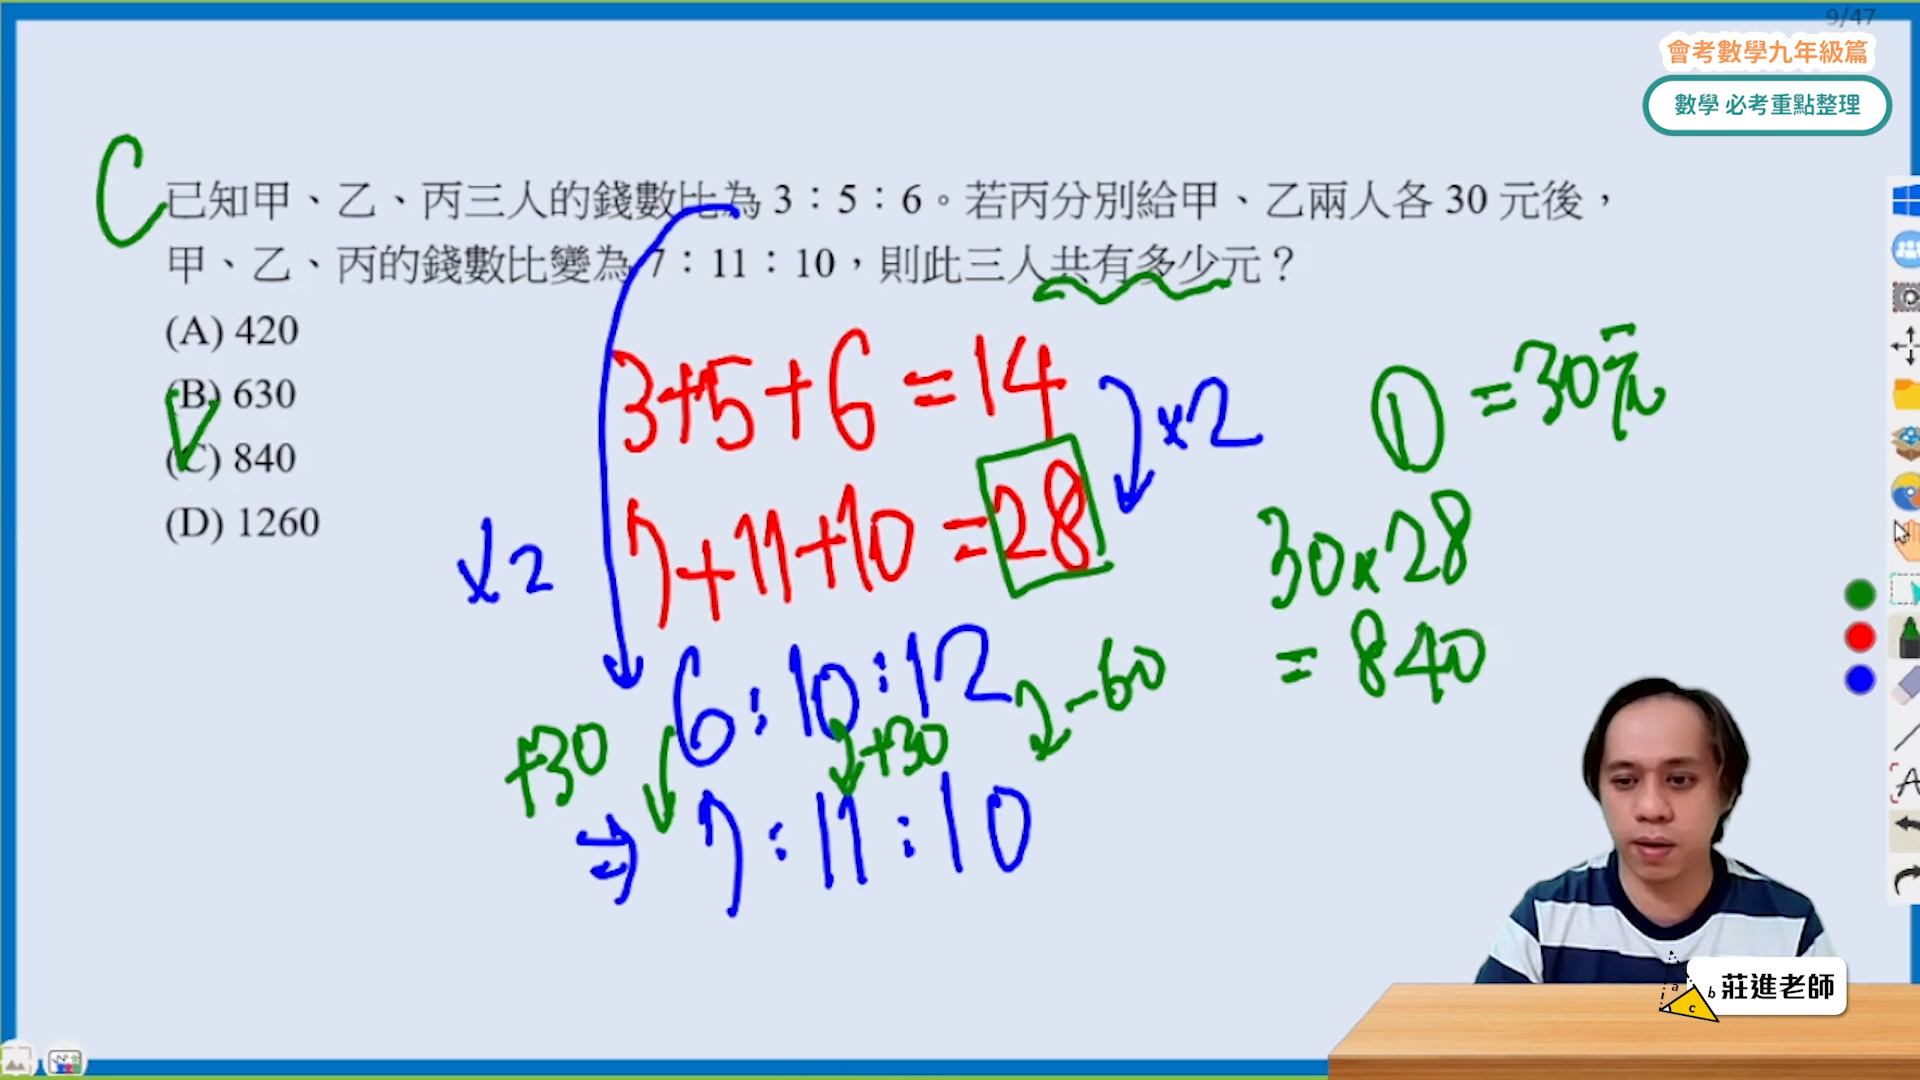 9/47
會考數學九年級篇
數學 必考重點整理
C
已知甲、乙、丙三人的錢數比為 3：5：6。若丙分別給甲、乙兩人各 30 元後，
甲、乙、丙的錢數比變為 7：11：10，則此三人共有多少元？
(A) 420
(B) 630
(C) 840
(D) 1260
3+5+6=14
×2
①=30元
7+11+10=28
30×28
=840
×2
6:10:12
-60
+30
+30
⇒ 7:11:10
莊進老師
a
b
c